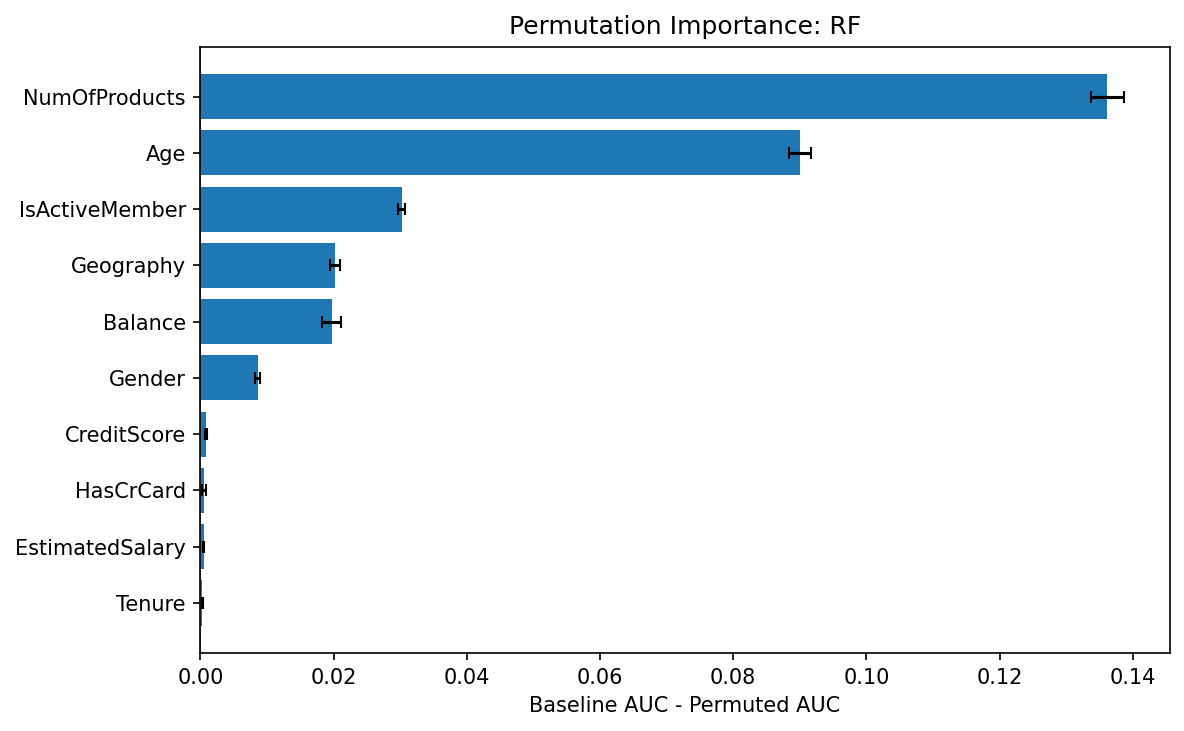 Permutation Importance: RF
NumOfProducts
Age
IsActiveMember
Geography
Balance
Gender
CreditScore
HasCrCard
EstimatedSalary
Tenure
0.00 0.02 0.04 0.06 0.08 0.10 0.12 0.14
Baseline AUC - Permuted AUC